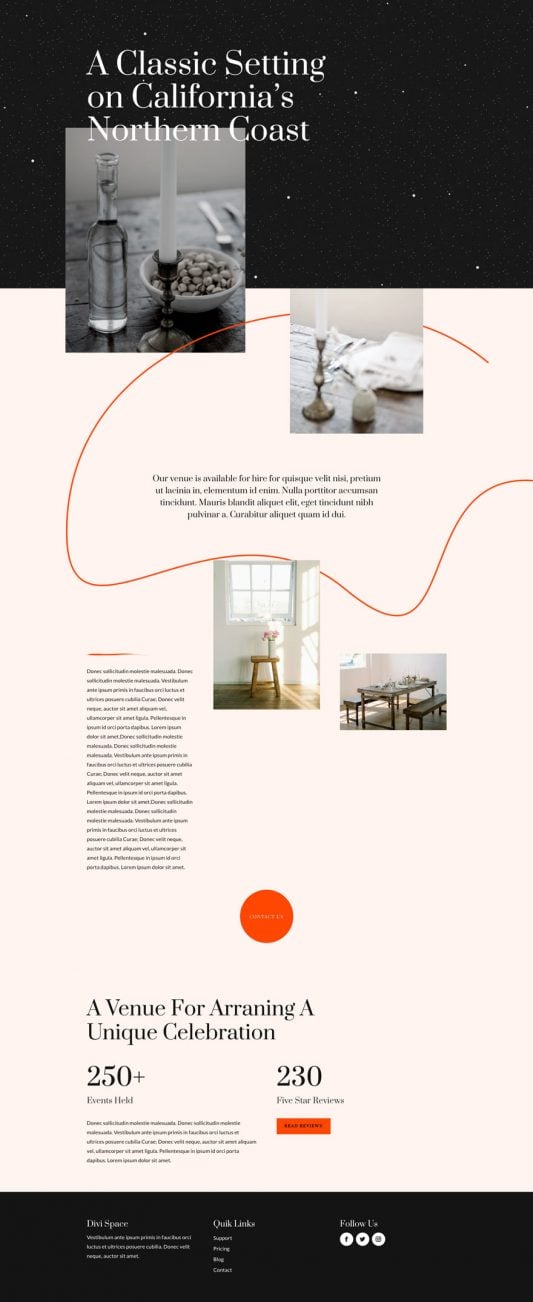 A Classic Setting
on California's
Northern Coast
Our venue is available for hire for quisque velit nisi, pretium
ut lacinia in, elementum id enim. Nulla porttitor accumsan
tincidunt. Mauris blandit aliquet elit, eget tincidunt nibh
pulvinar a. Curabitur aliquet quam id dui.
Donec sollicitudin molestie malesuada. Donec
sollicitudin molestie malesuada. Vestibulum
ante ipsum primis in faucibus orci luctus et
ultrices posuere cubilia Curae; Donec velit
neque, auctor sit amet aliquam vel,
ullamcorper sit amet ligula. Pellentesque in
ipsum id orci porta dapibus. Lorem ipsum
dolor sit amet.Donec sollicitudin molestie
malesuada. Donec sollicitudin molestie
malesuada. Vestibulum ante ipsum primis in
faucibus orci luctus et ultrices posuere cubilia
Curae; Donec velit neque, auctor sit amet
aliquam vel, ullamcorper sit amet ligula.
Pellentesque in ipsum id orci porta dapibus.
Lorem ipsum dolor sit amet.Donec sollicitudin
molestie malesuada. Donec sollicitudin
molestie malesuada. Vestibulum ante ipsum
primis in faucibus orci luctus et ultrices
posuere cubilia Curae; Donec velit neque,
auctor sit amet aliquam vel, ullamcorper sit
amet ligula. Pellentesque in ipsum id orci
porta dapibus. Lorem ipsum dolor sit amet.
CONTACT US
A Venue For Arraning A
Unique Celebration
250+
Events Held
Donec sollicitudin molestie malesuada. Donec sollicitudin molestie
malesuada. Vestibulum ante ipsum primis in faucibus orci luctus et
ultrices posuere cubilia Curae; Donec velit neque, auctor sit amet aliquam
vel, ullamcorper sit amet ligula. Pellentesque in ipsum id orci porta
dapibus. Lorem ipsum dolor sit amet.
230
Five Star Reviews
READ REVIEWS
Divi Space
Vestibulum ante ipsum primis in faucibus orci
luctus et ultrices posuere cubilia. Donec velit
neque, auctor sit amet.
Quik Links
Support
Pricing
Blog
Contact
Follow Us